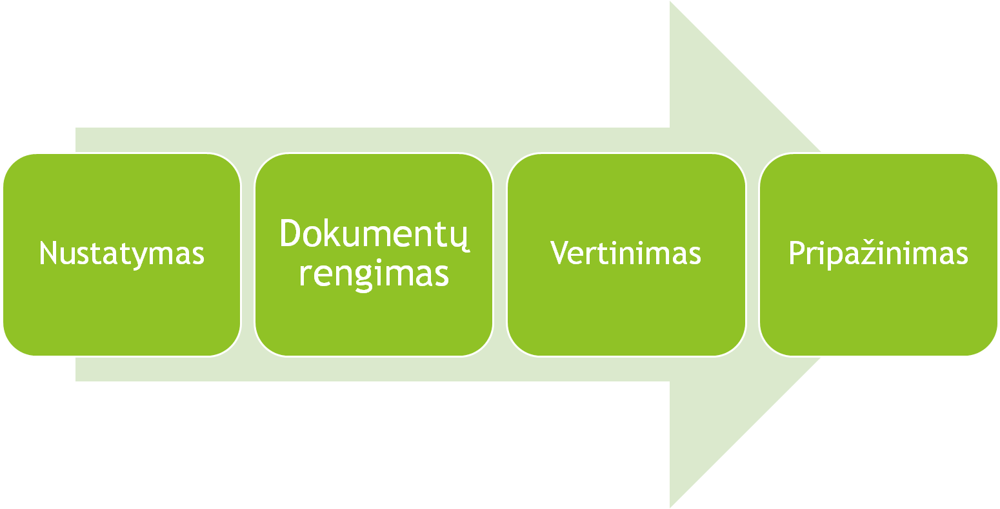 Nustatymas
Dokumentų
rengimas
Vertinimas
Pripažinimas